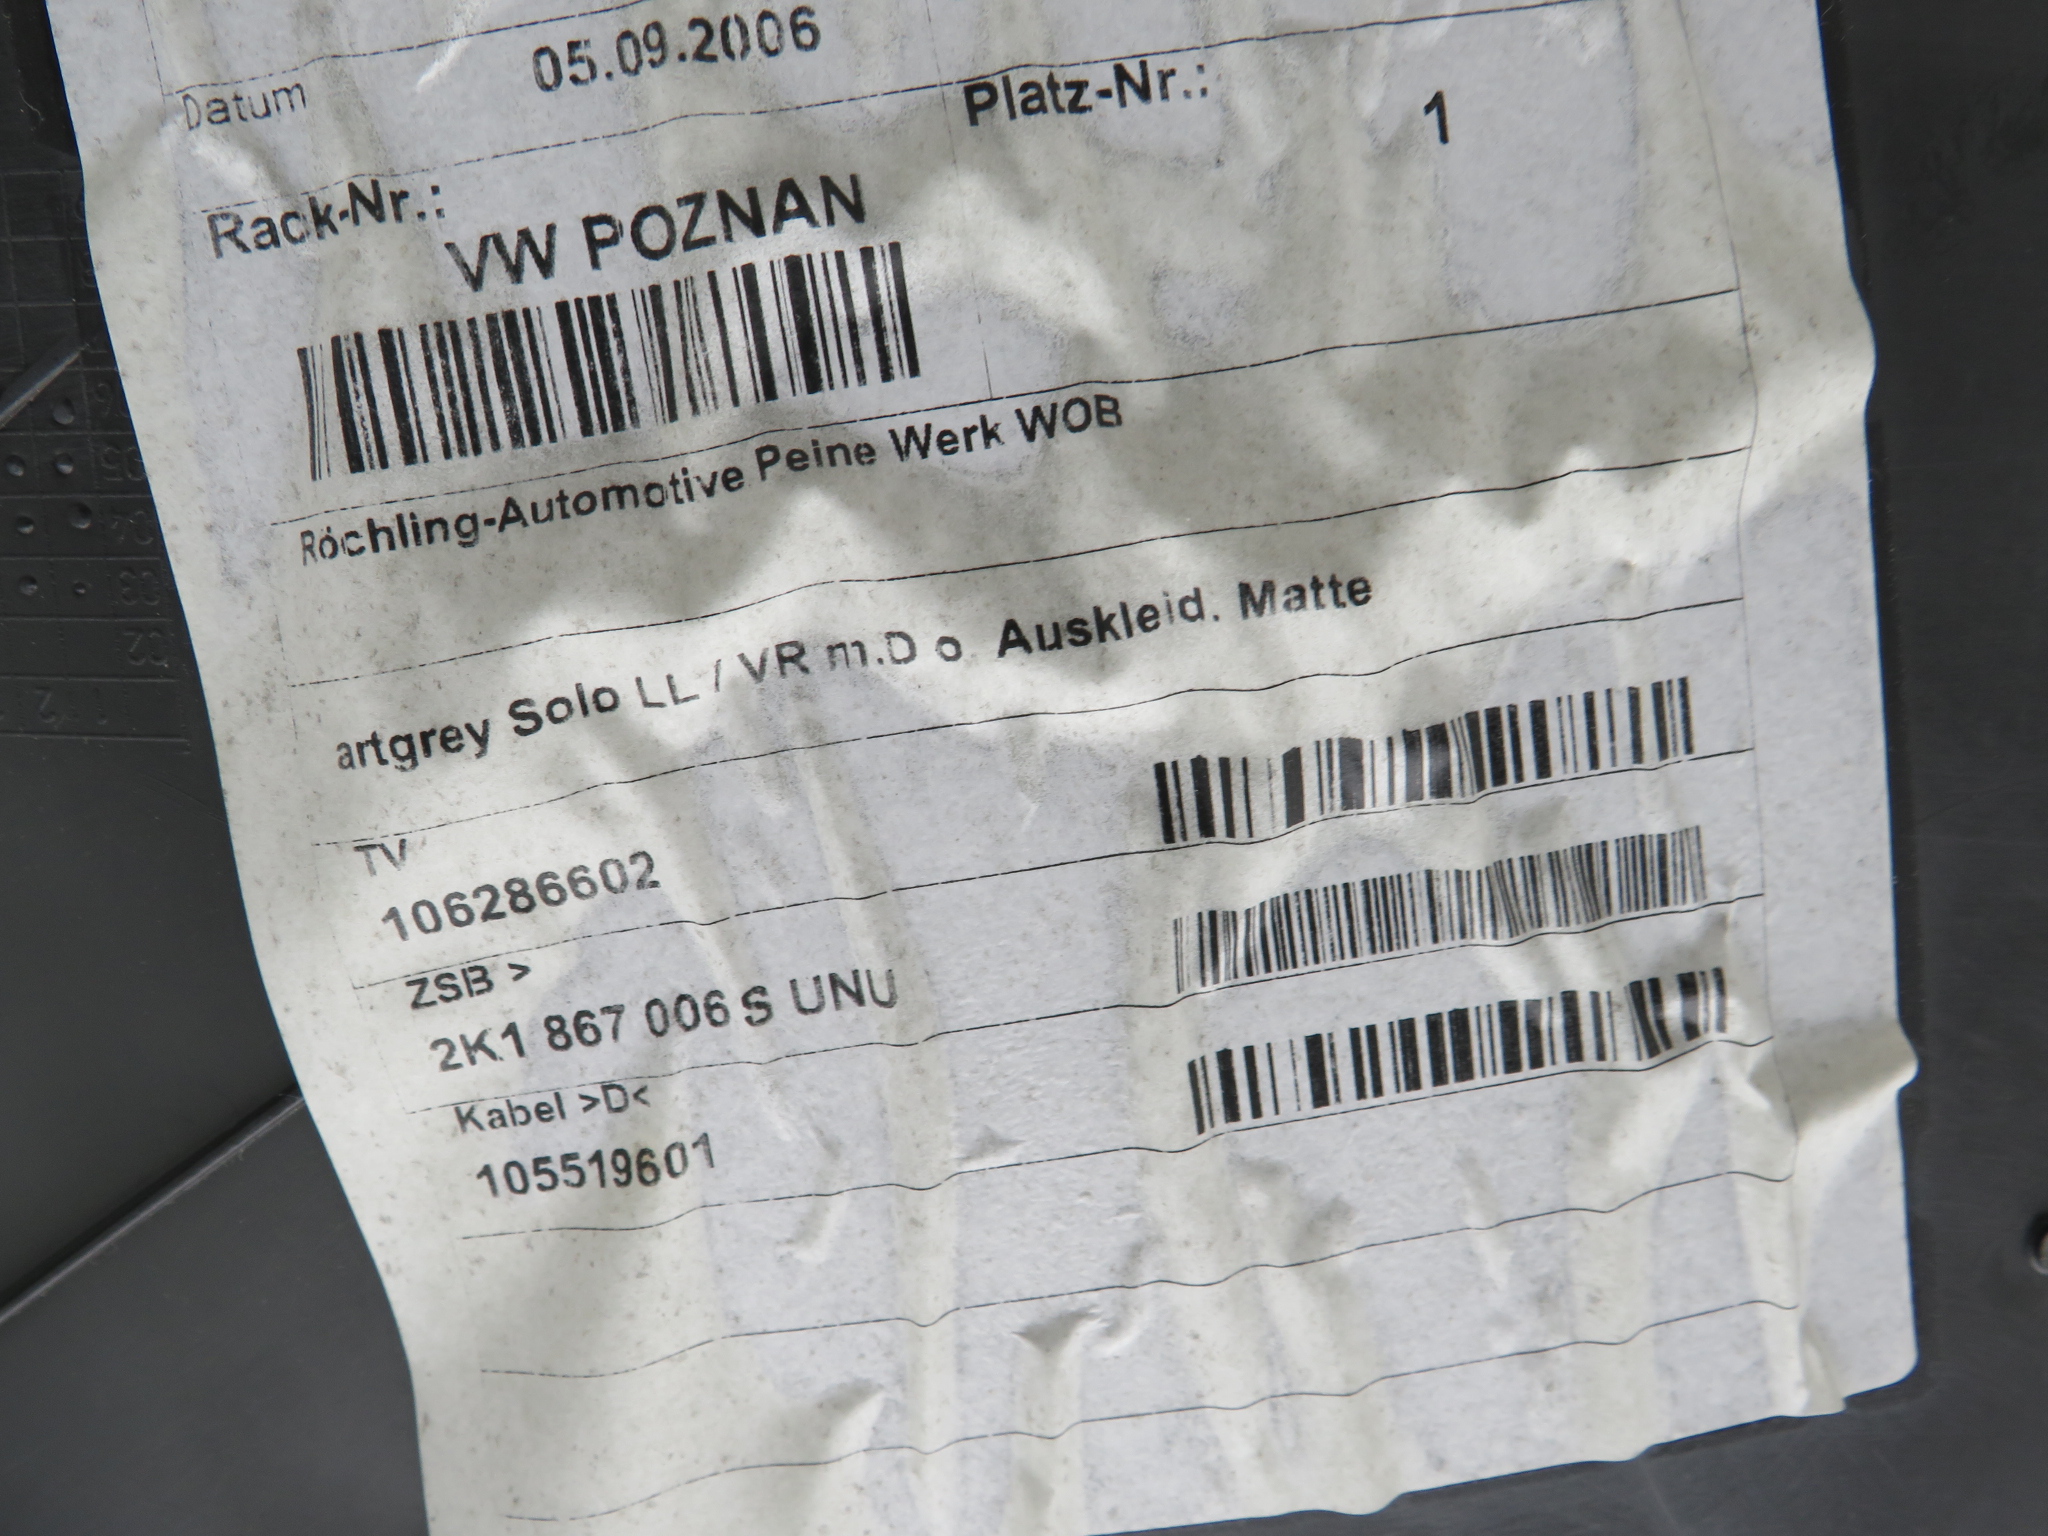 Datum 05.09.2006
Rack-Nr.: Platz-Nr.: 1
VW POZNAN
Röchling-Automotive Peine Werk WOB
artgrey Solo LL / VR m.D o. Auskleid. Matte
TV
106286602
ZSB >
2K1 867 006 S UNU
Kabel >D<
105519601